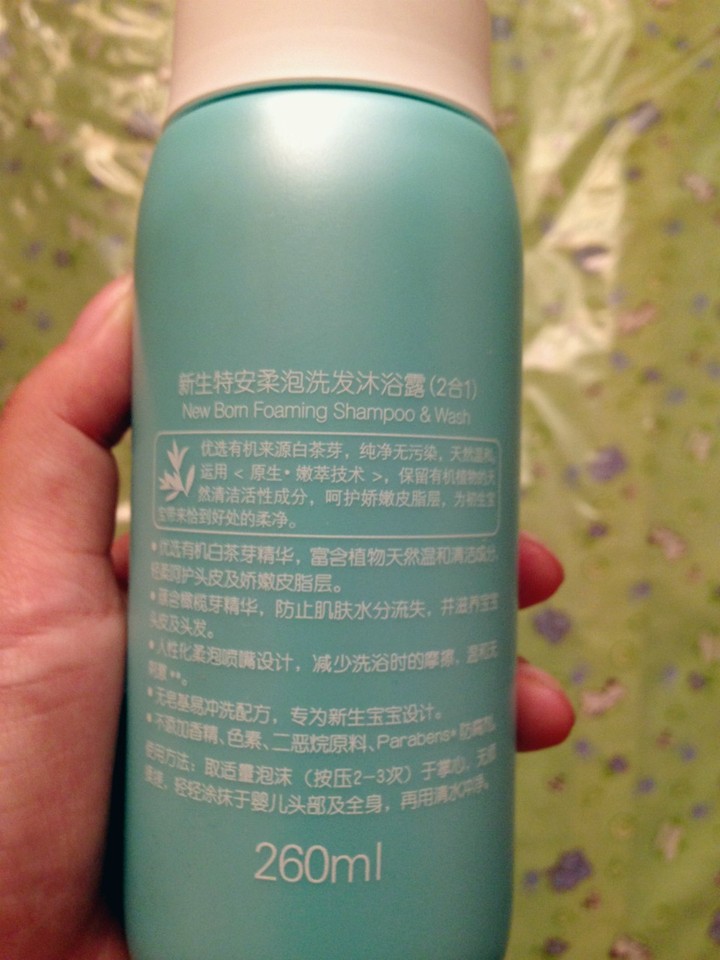 新生特安柔泡洗发沐浴露(2合1)
New Born Foaming Shampoo & Wash
优选有机来源白茶芽，纯净无污染，天然温和。
运用 < 原生•嫩萃技术 >，保留有机植物的天
然清洁活性成分，呵护娇嫩皮脂层，为初生宝
宝带来恰到好处的柔净。
•优选有机白茶芽精华，富含植物天然温和清洁成分，
轻柔呵护头皮及娇嫩皮脂层。
•蕴含橄榄芽精华，防止肌肤水分流失，并滋养宝宝
头皮及头发。
•人性化柔泡喷嘴设计，减少洗浴时的摩擦，温和无
刺激**。
•无皂基易冲洗配方，专为新生宝宝设计。
•不添加香精、色素、二恶烷原料、Parabens*防腐剂。
使用方法：取适量泡沫（按压2-3次）于掌心，无需
搓揉，轻轻涂抹于婴儿头部及全身，再用清水冲净。
260ml